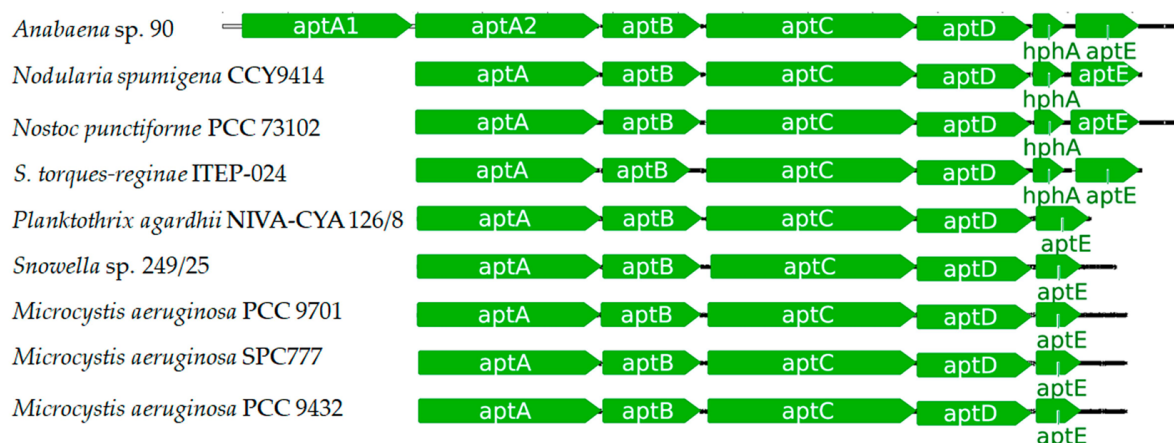 Anabaena sp. 90 aptA1 aptA2 aptB aptC aptD
hphA aptE
Nodularia spumigena CCY9414 aptA aptB aptC aptD aptE
hphA
Nostoc punctiforme PCC 73102 aptA aptB aptC aptD aptE
hphA
S. torques-reginae ITEP-024 aptA aptB aptC aptD
hphA aptE
Planktothrix agardhii NIVA-CYA 126/8 aptA aptB aptC aptD
aptE
Snowella sp. 249/25 aptA aptB aptC aptD
aptE
Microcystis aeruginosa PCC 9701 aptA aptB aptC aptD
aptE
Microcystis aeruginosa SPC777 aptA aptB aptC aptD
aptE
Microcystis aeruginosa PCC 9432 aptA aptB aptC aptD
aptE